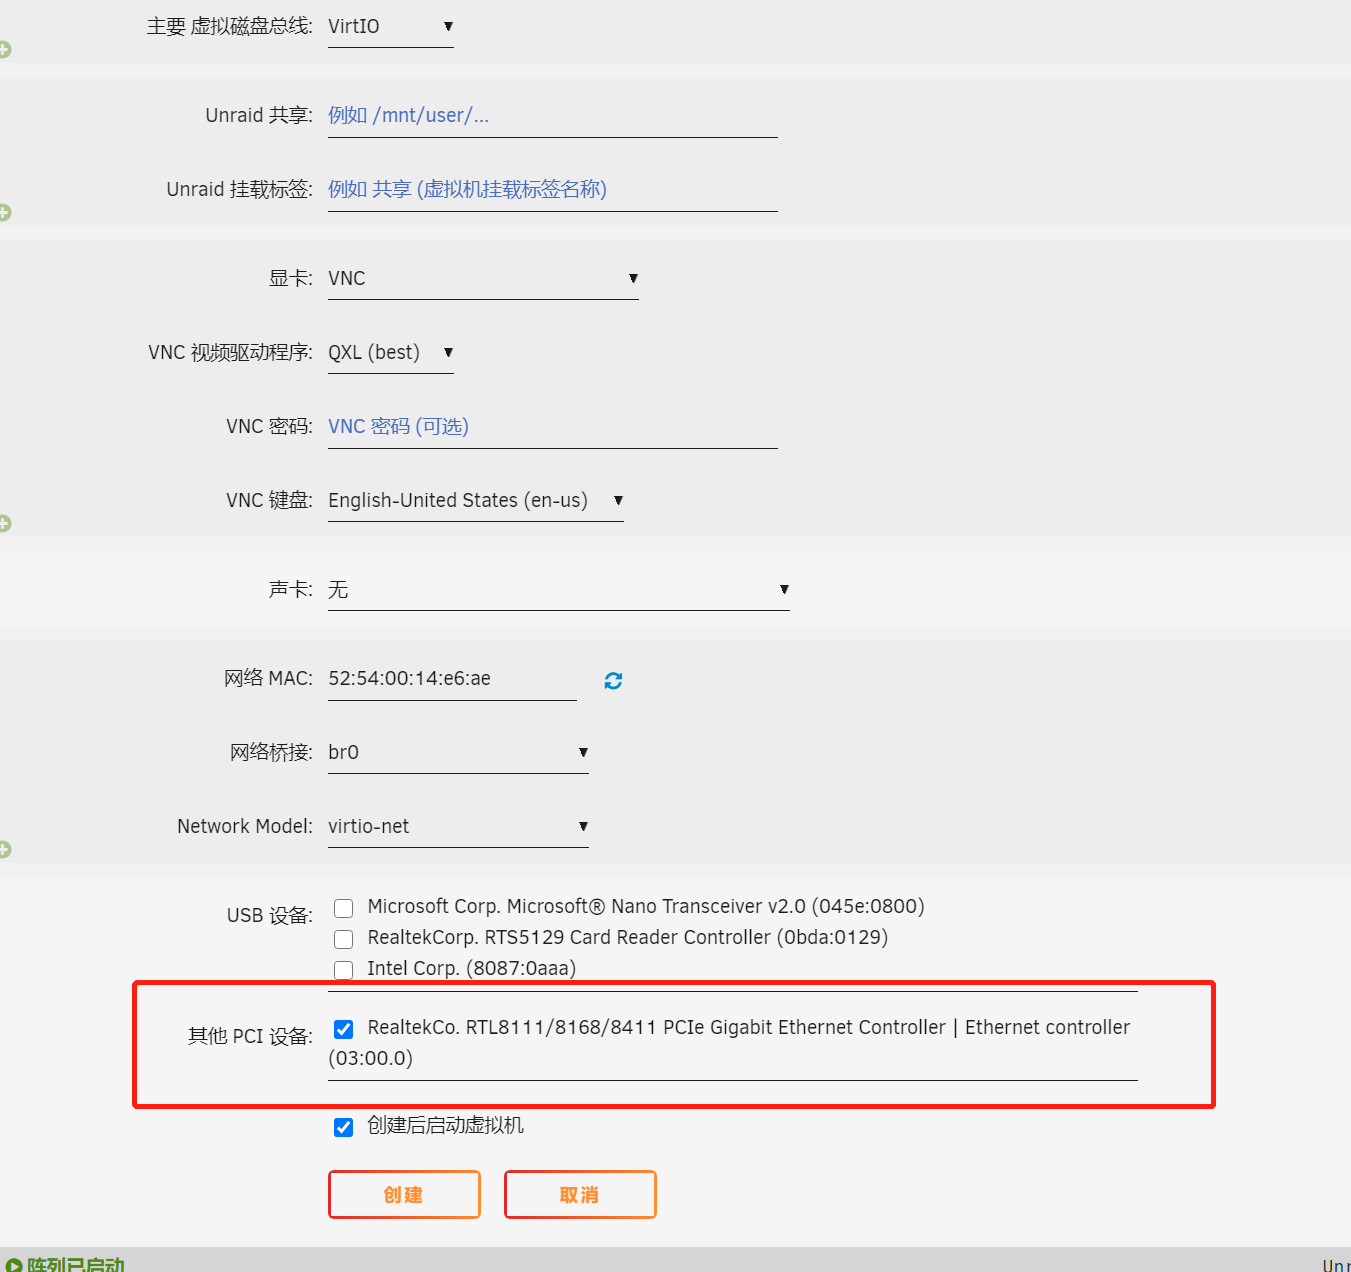 主要 虚拟磁盘总线: VirtIO
Unraid 共享: 例如 /mnt/user/...
Unraid 挂载标签: 例如 共享 (虚拟机挂载标签名称)
显卡: VNC
VNC 视频驱动程序: QXL (best)
VNC 密码: VNC 密码 (可选)
VNC 键盘: English-United States (en-us)
声卡: 无
网络 MAC: 52:54:00:14:e6:ae
网络桥接: br0
Network Model: virtio-net
USB 设备: Microsoft Corp. Microsoft® Nano Transceiver v2.0 (045e:0800)
RealtekCorp. RTS5129 Card Reader Controller (0bda:0129)
Intel Corp. (8087:0aaa)
其他 PCI 设备: RealtekCo. RTL8111/8168/8411 PCIe Gigabit Ethernet Controller | Ethernet controller
(03:00.0)
创建后启动虚拟机
创建 取消
阵列已启动 Unr